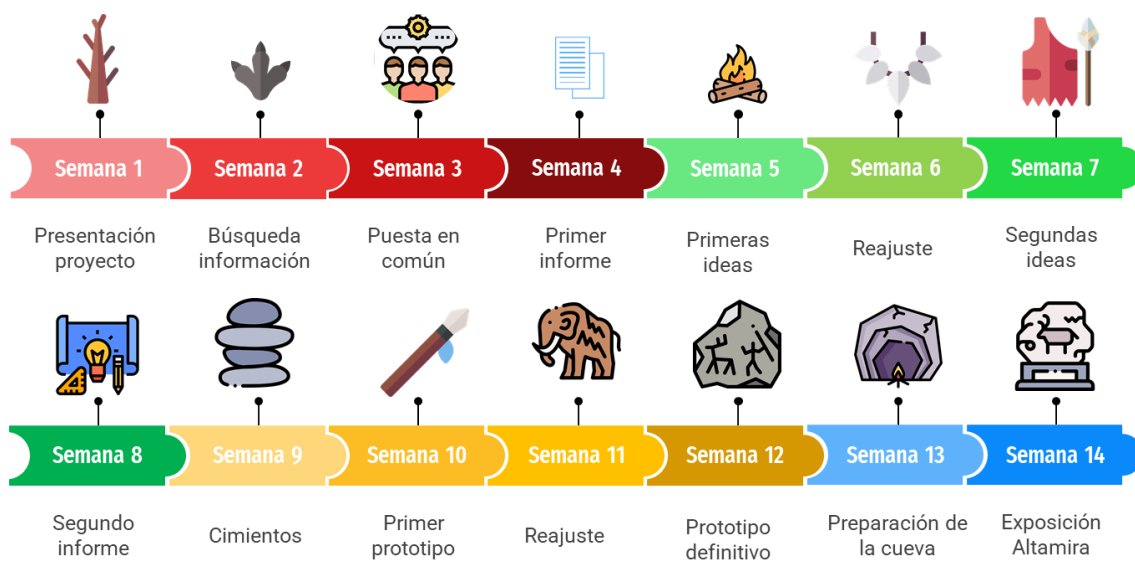 Semana 1
Semana 2
Semana 3
Semana 4
Semana 5
Semana 6
Semana 7
Presentación
proyecto
Búsqueda
información
Puesta en
común
Primer
informe
Primeras
ideas
Reajuste
Segundas
ideas
Semana 8
Semana 9
Semana 10
Semana 11
Semana 12
Semana 13
Semana 14
Segundo
informe
Cimientos
Primer
prototipo
Reajuste
Prototipo
definitivo
Preparación de
la cueva
Exposición
Altamira